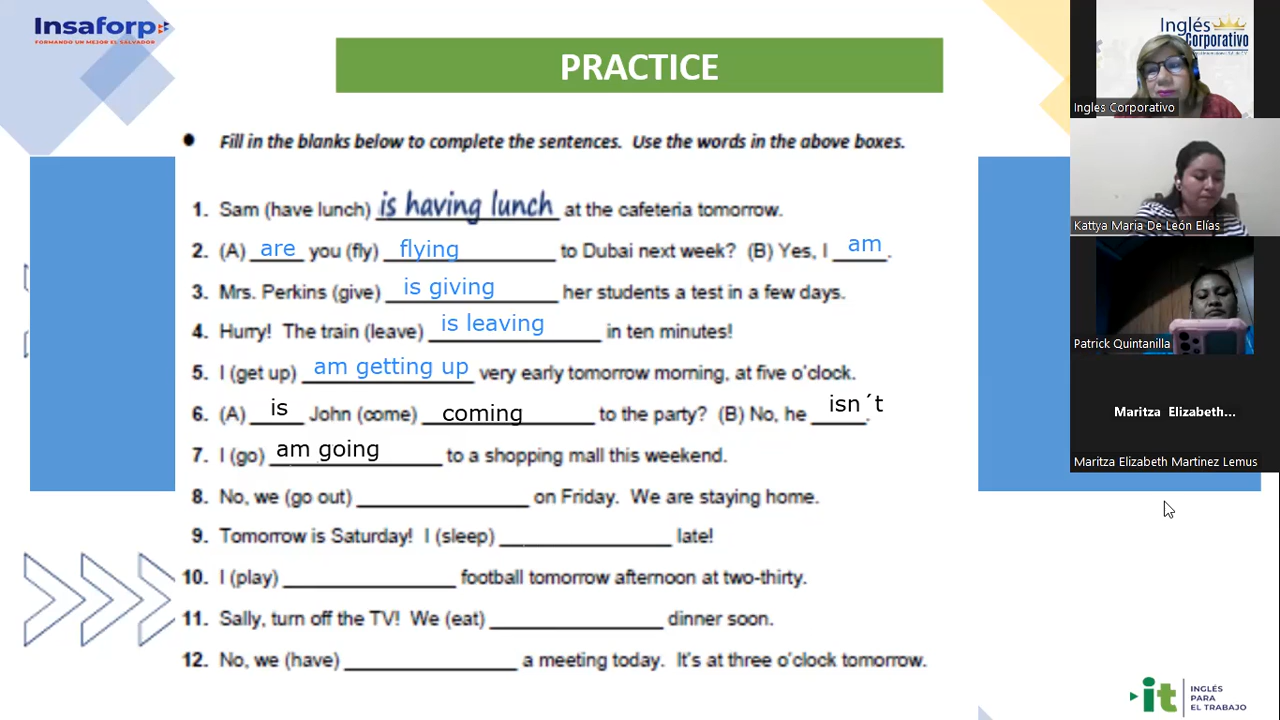 Insaforp
FORMANDO UN MEJOR EL SALVADOR
PRACTICE
Inglés
Corporativo
Ingles Corporativo
Kattya Maria De León Elías
Patrick Quintanilla
Maritza Elizabeth...
Maritza Elizabeth Martinez Lemus
● Fill in the blanks below to complete the sentences. Use the words in the above boxes.
1. Sam (have lunch) is having lunch at the cafeteria tomorrow.
2. (A) are you (fly) flying to Dubai next week? (B) Yes, I am.
3. Mrs. Perkins (give) is giving her students a test in a few days.
4. Hurry! The train (leave) is leaving in ten minutes!
5. I (get up) am getting up very early tomorrow morning, at five o'clock.
6. (A) is John (come) coming to the party? (B) No, he isn´t.
7. I (go) am going to a shopping mall this weekend.
8. No, we (go out) ____________ on Friday. We are staying home.
9. Tomorrow is Saturday! I (sleep) ____________ late!
10. I (play) ____________ football tomorrow afternoon at two-thirty.
11. Sally, turn off the TV! We (eat) ____________ dinner soon.
12. No, we (have) ____________ a meeting today. It's at three o'clock tomorrow.
it
INGLÉS
PARA
EL TRABAJO